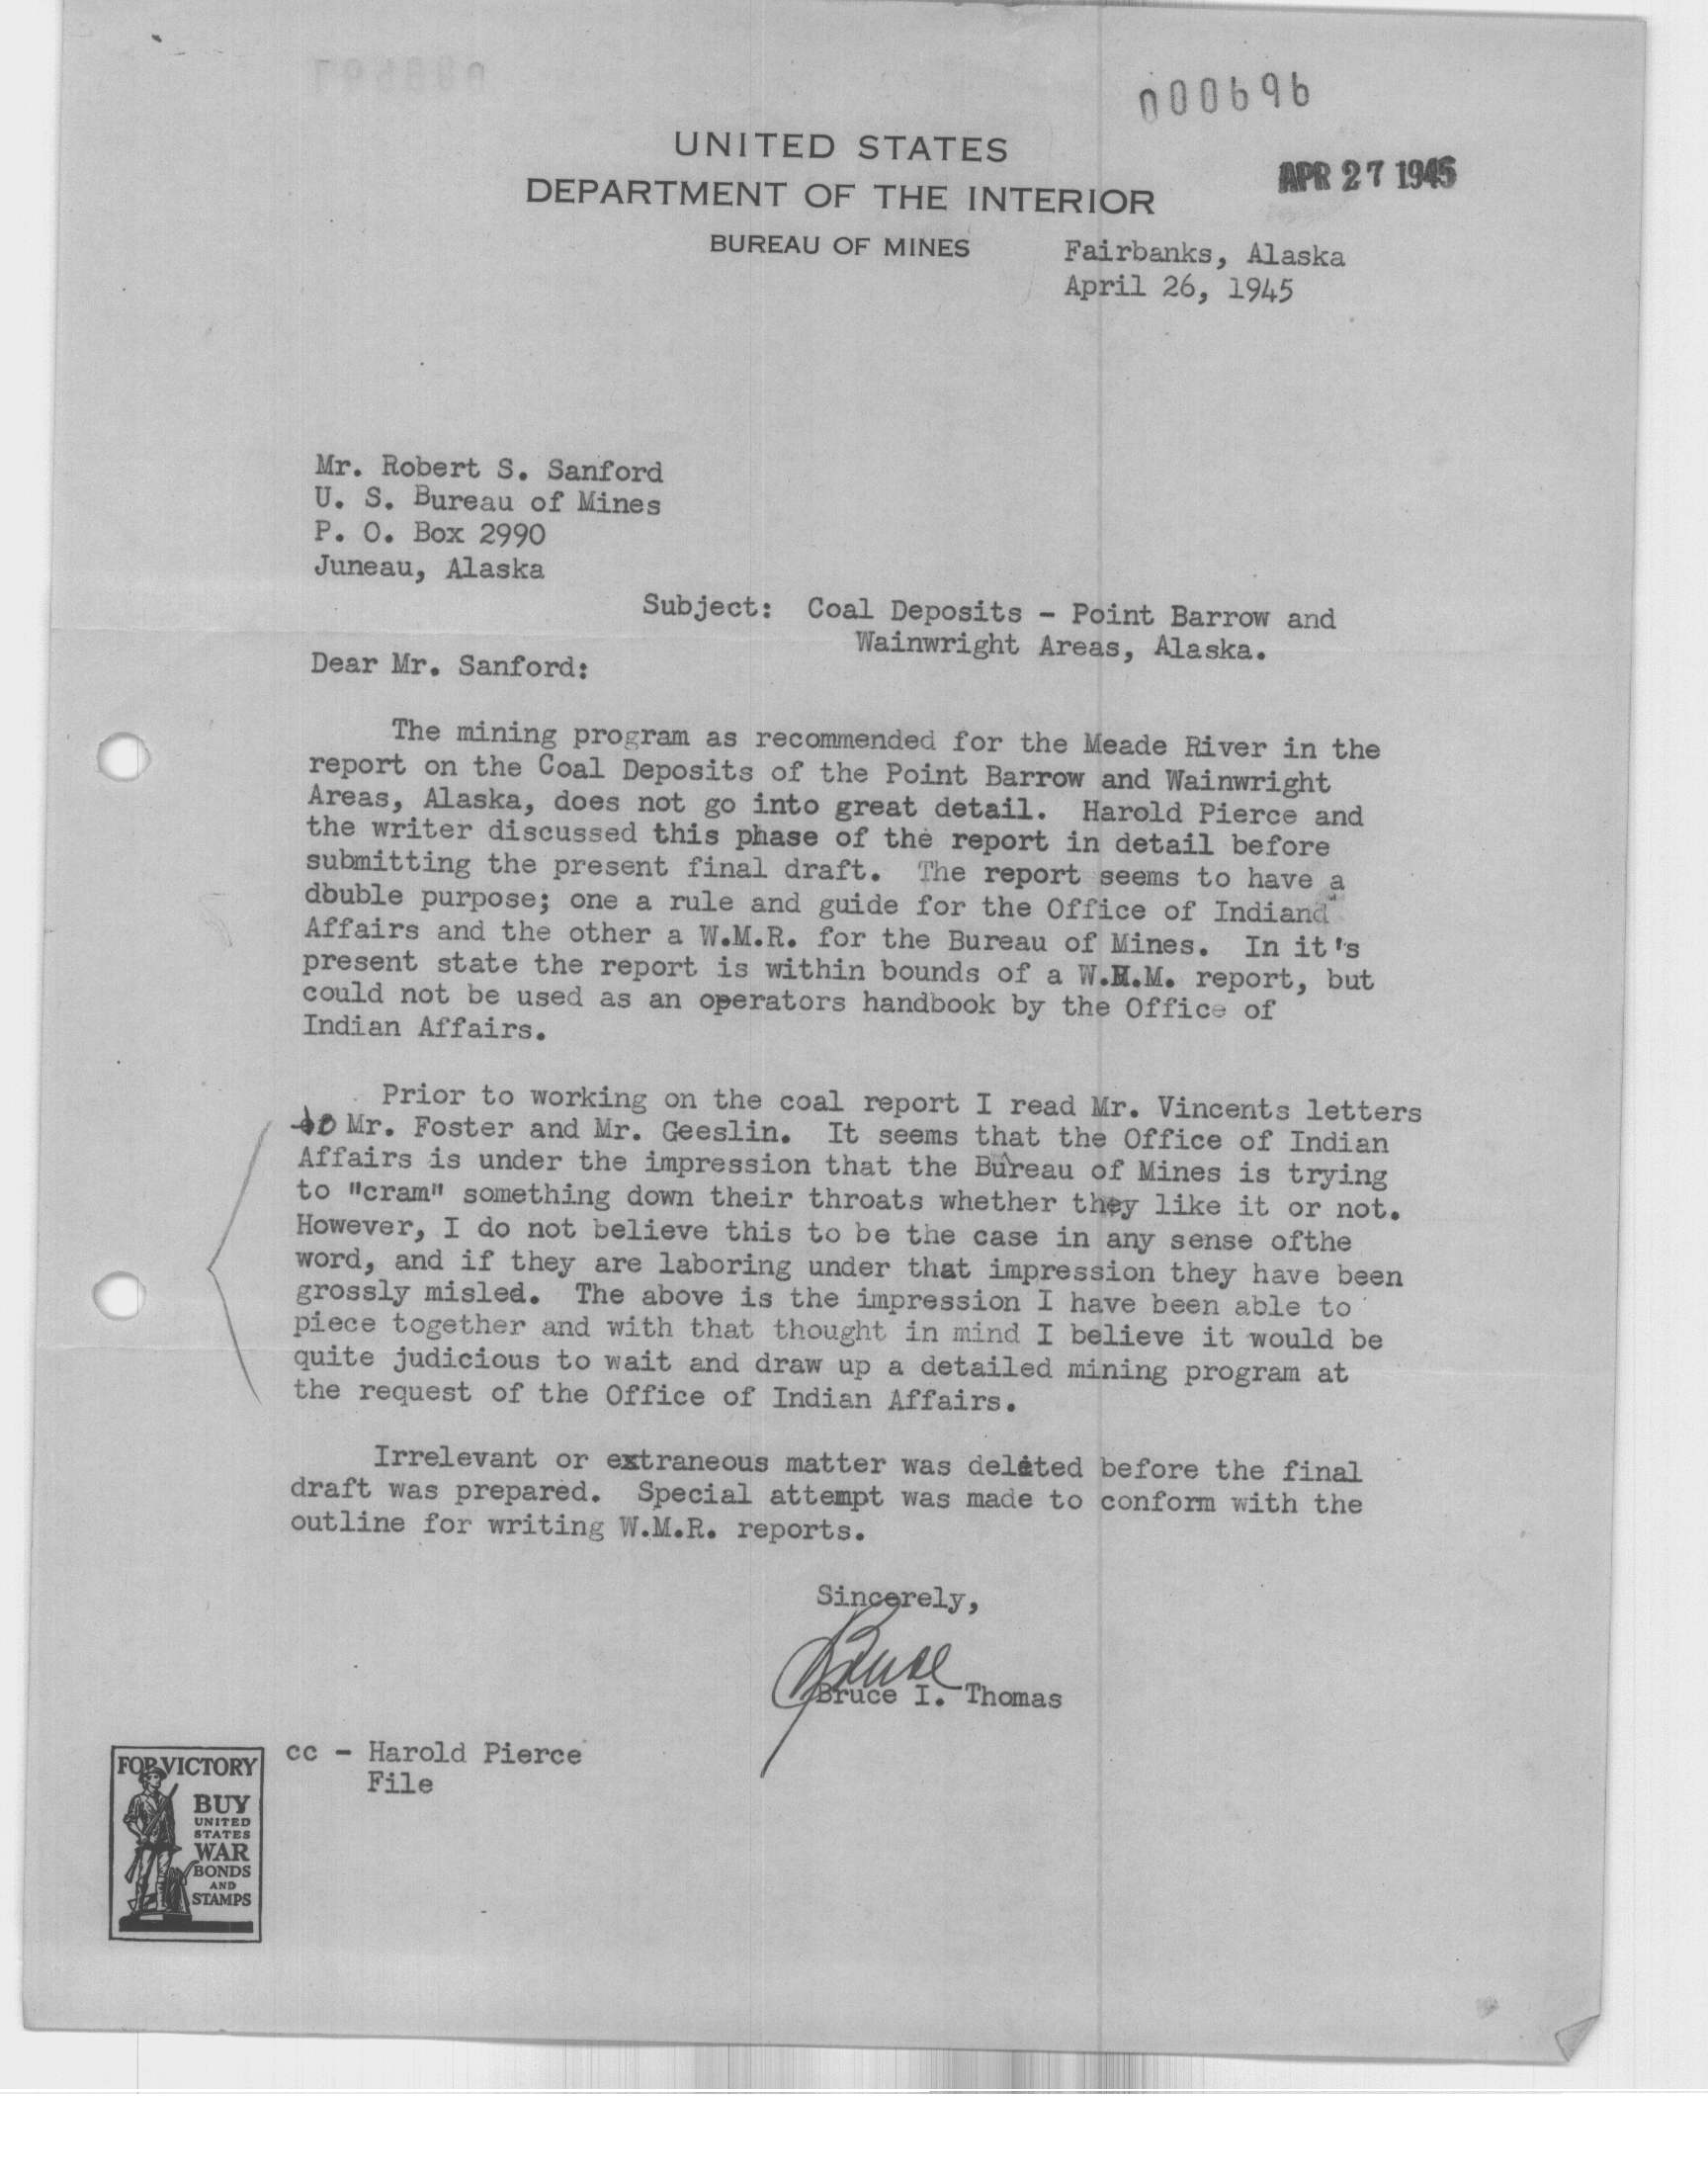 000696
UNITED STATES
DEPARTMENT OF THE INTERIOR
BUREAU OF MINES
APR 27 1945
Fairbanks, Alaska
April 26, 1945
Mr. Robert S. Sanford
U. S. Bureau of Mines
P. O. Box 2990
Juneau, Alaska
Subject: Coal Deposits - Point Barrow and
Wainwright Areas, Alaska.
Dear Mr. Sanford:
The mining program as recommended for the Meade River in the
report on the Coal Deposits of the Point Barrow and Wainwright
Areas, Alaska, does not go into great detail. Harold Pierce and
the writer discussed this phase of the report in detail before
submitting the present final draft. The report seems to have a
double purpose; one a rule and guide for the Office of Indiand
Affairs and the other a W.M.R. for the Bureau of Mines. In it's
present state the report is within bounds of a W.M.M. report, but
could not be used as an operators handbook by the Office of
Indian Affairs.
Prior to working on the coal report I read Mr. Vincents letters
to Mr. Foster and Mr. Geeslin. It seems that the Office of Indian
Affairs is under the impression that the Bureau of Mines is trying
to "cram" something down their throats whether they like it or not.
However, I do not believe this to be the case in any sense ofthe
word, and if they are laboring under that impression they have been
grossly misled. The above is the impression I have been able to
piece together and with that thought in mind I believe it would be
quite judicious to wait and draw up a detailed mining program at
the request of the Office of Indian Affairs.
Irrelevant or extraneous matter was deleted before the final
draft was prepared. Special attempt was made to conform with the
outline for writing W.M.R. reports.
Sincerely,
Bruce
Bruce I. Thomas
cc - Harold Pierce
File
FOR VICTORY
BUY
UNITED
STATES
WAR
BONDS
AND
STAMPS